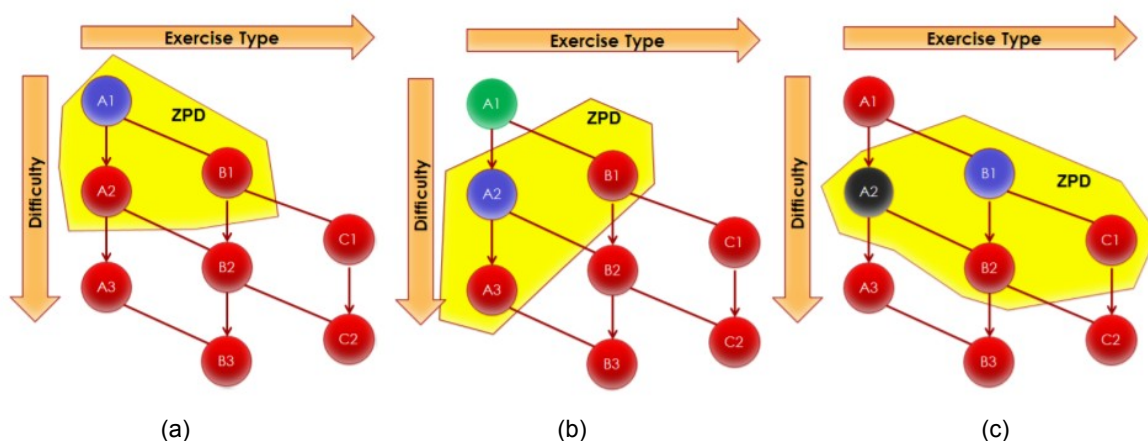 Exercise Type
Difficulty
ZPD
A1
A2
B1
A3
B2
C1
B3
C2
(a)
Exercise Type
Difficulty
ZPD
A1
A2
B1
A3
B2
C1
B3
C2
(b)
Exercise Type
Difficulty
ZPD
A1
A2
B1
A3
B2
C1
B3
C2
(c)